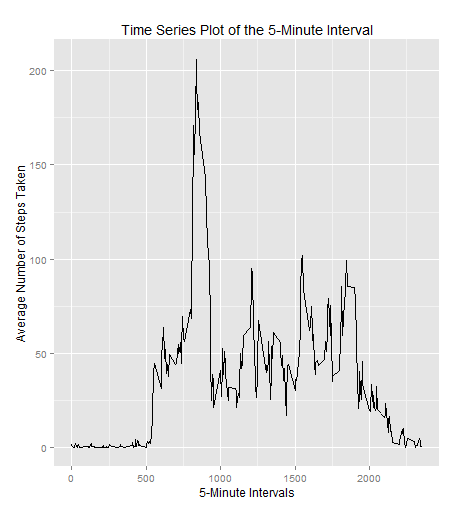 Time Series Plot of the 5-Minute Interval
Average Number of Steps Taken
200
150
100
50
0
0 500 1000 1500 2000
5-Minute Intervals